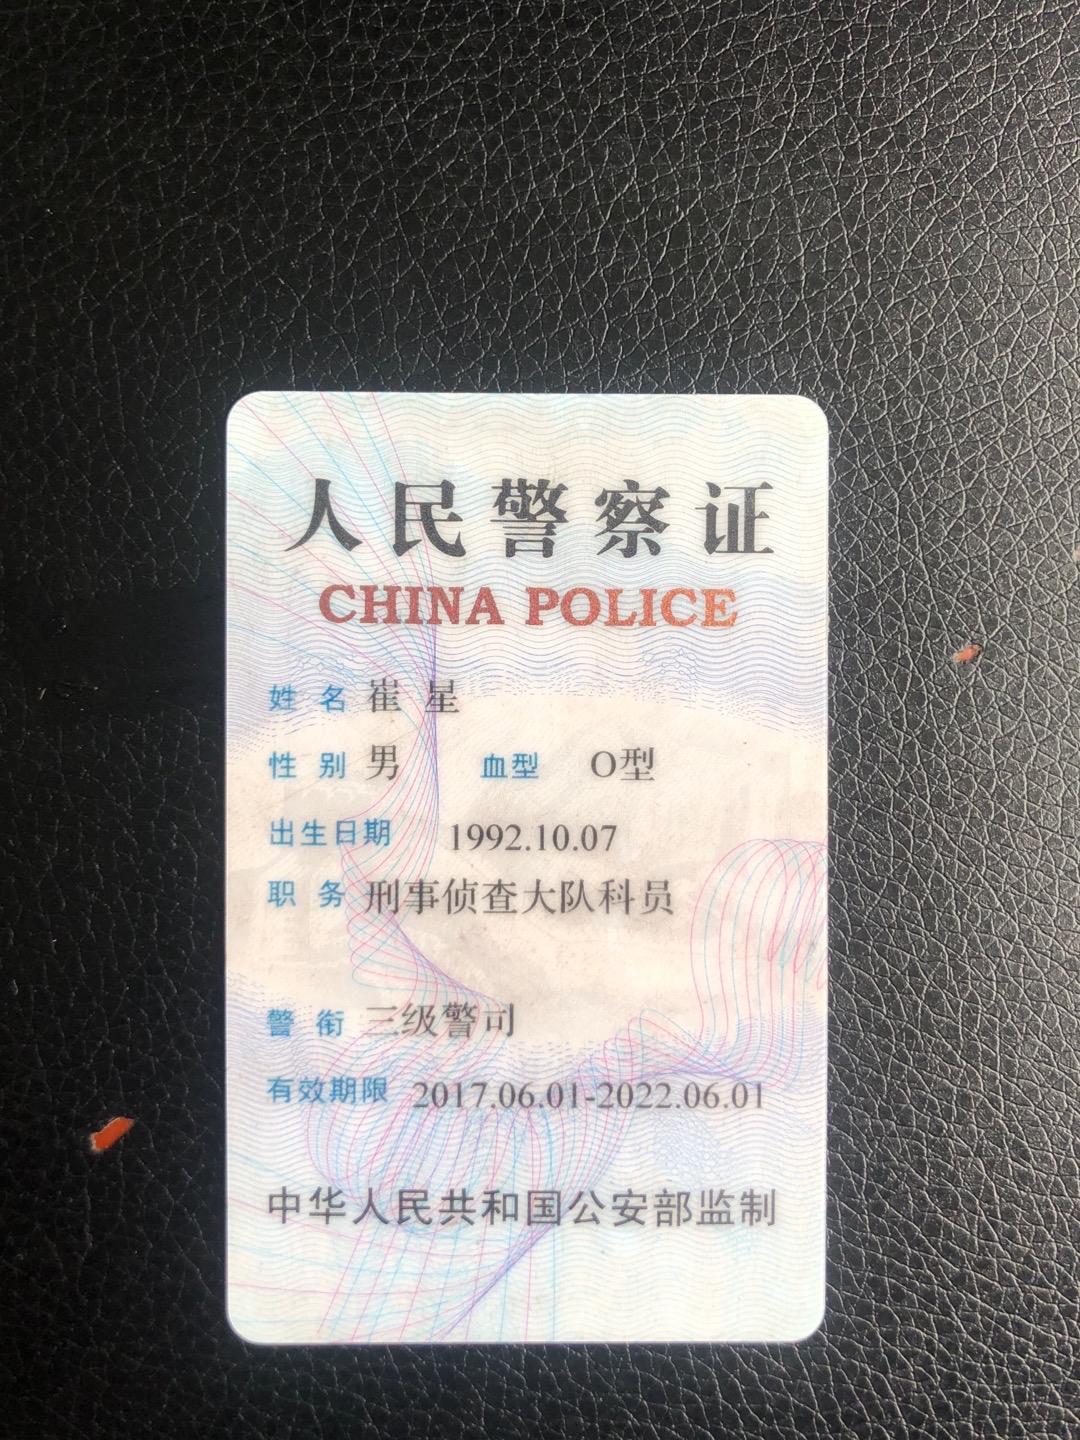 人民警察证
CHINA POLICE
姓名 崔星
性别 男 血型 O型
出生日期 1992.10.07
职务 刑事侦查大队科员
警衔 三级警司
有效期限 2017.06.01-2022.06.01
中华人民共和国公安部监制